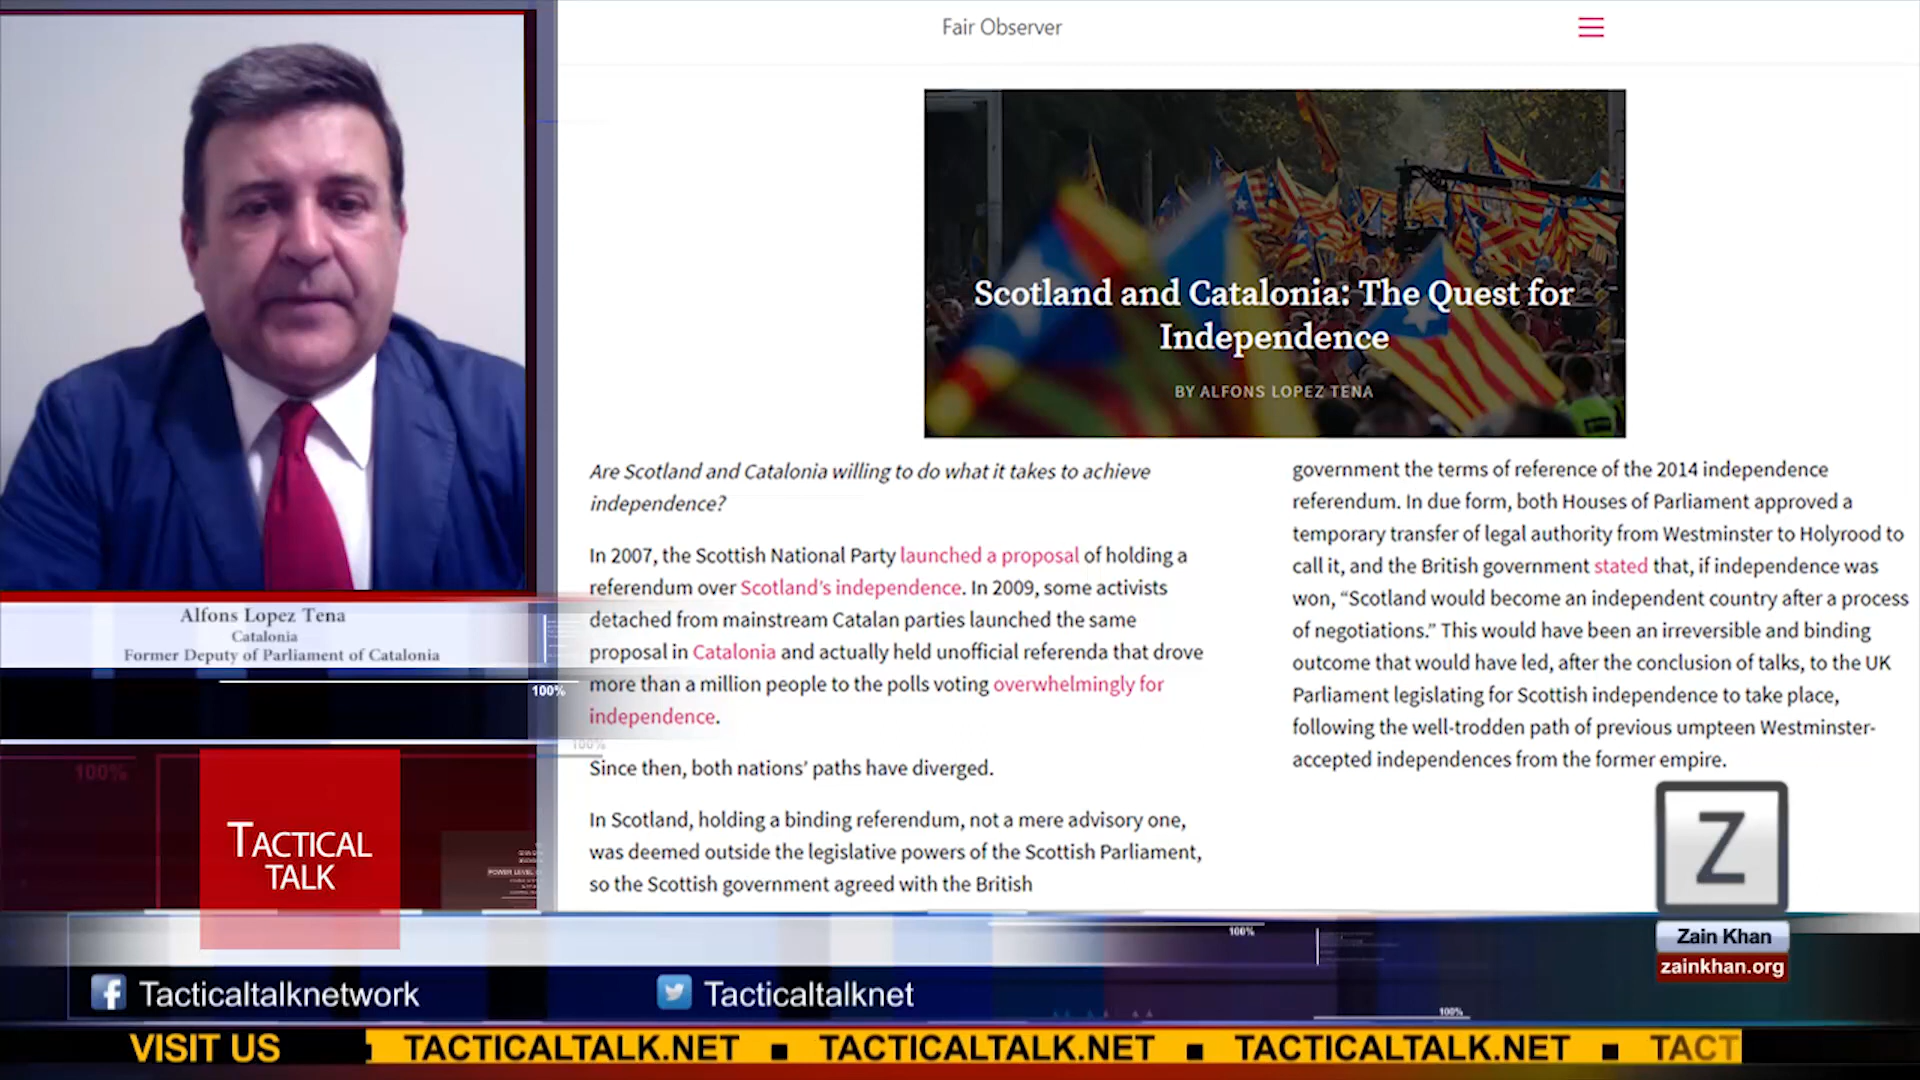 Fair Observer
Scotland and Catalonia: The Quest for
Independence
BY ALFONS LOPEZ TENA
Are Scotland and Catalonia willing to do what it takes to achieve
independence?
In 2007, the Scottish National Party launched a proposal of holding a
referendum over Scotland's independence. In 2009, some activists
detached from mainstream Catalan parties launched the same
proposal in Catalonia and actually held unofficial referenda that drove
more than a million people to the polls voting overwhelmingly for
independence.
Since then, both nations' paths have diverged.
In Scotland, holding a binding referendum, not a mere advisory one,
was deemed outside the legislative powers of the Scottish Parliament,
so the Scottish government agreed with the British
government the terms of reference of the 2014 independence
referendum. In due form, both Houses of Parliament approved a
temporary transfer of legal authority from Westminster to Holyrood to
call it, and the British government stated that, if independence was
won, “Scotland would become an independent country after a process
of negotiations.” This would have been an irreversible and binding
outcome that would have led, after the conclusion of talks, to the UK
Parliament legislating for Scottish independence to take place,
following the well-trodden path of previous umpteen Westminster-
accepted independences from the former empire.
Alfons Lopez Tena
Catalonia
Former Deputy of Parliament of Catalonia
100%
100%
100%
TACTICAL
TALK
POWER LEVEL
Z
Zain Khan
zainkhan.org
100%
100%
Tacticaltalknetwork
Tacticaltalknet
VISIT US
TACTICALTALK.NET ■ TACTICALTALK.NET ■ TACTICALTALK.NET ■ TACT